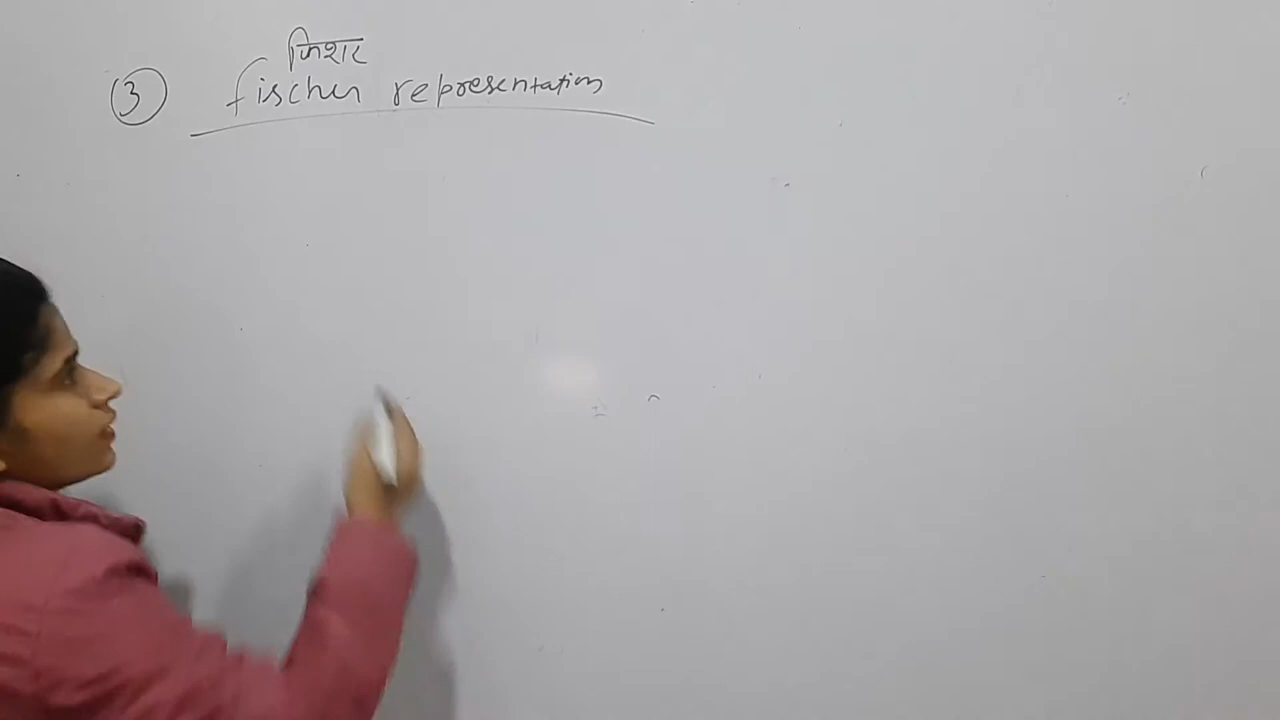 फिशर
③ fischer representation